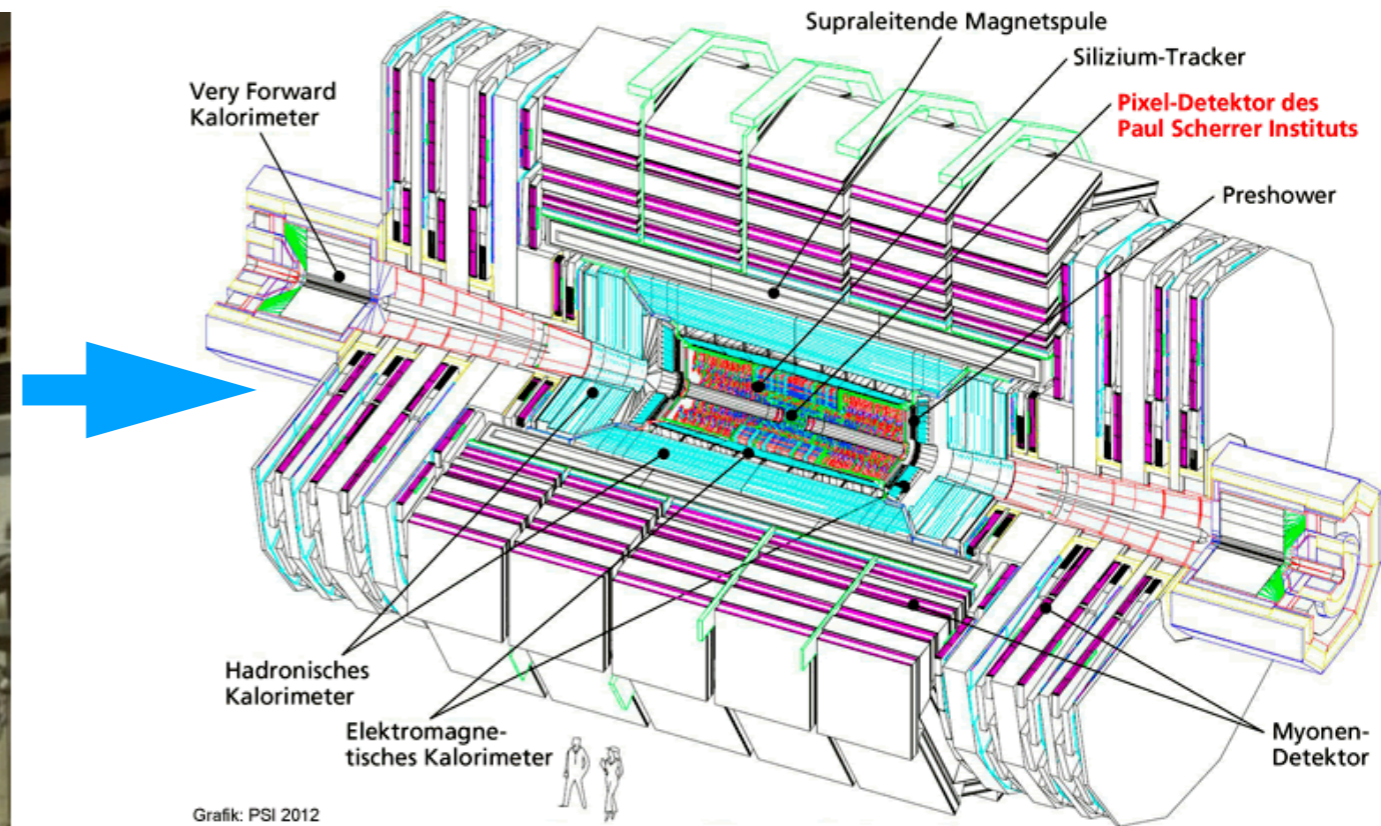 Supraleitende Magnetspule
Silizium-Tracker
Very Forward
Kalorimeter
Pixel-Detektor des
Paul Scherrer Instituts
Preshower
Hadronisches
Kalorimeter
Elektromagne-
tisches Kalorimeter
Myonen-
Detektor
Grafik: PSI 2012